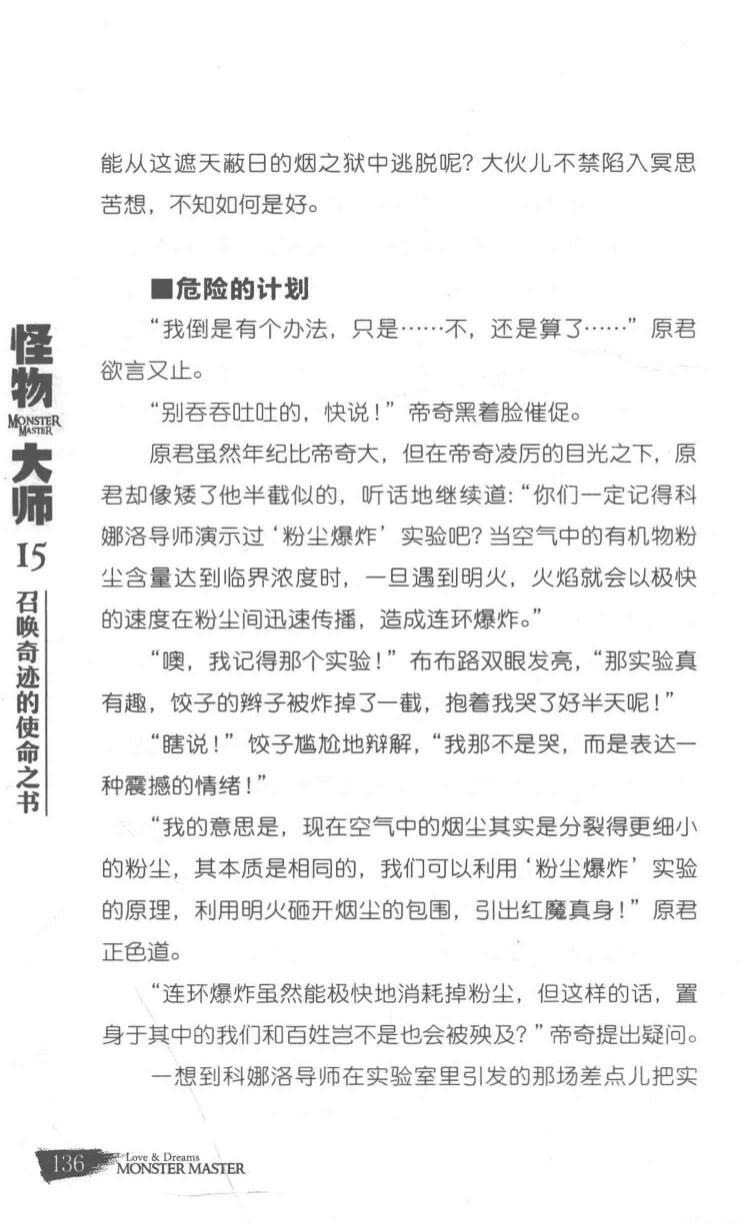 能从这遮天蔽日的烟之狱中逃脱呢？大伙儿不禁陷入冥思
苦想，不知如何是好。
■危险的计划
“我倒是有个办法，只是……不，还是算了……”原君
欲言又止。
“别吞吞吐吐的，快说！”帝奇黑着脸催促。
原君虽然年纪比帝奇大，但在帝奇凌厉的目光之下，原
君却像矮了他半截似的，听话地继续道：“你们一定记得科
娜洛导师演示过‘粉尘爆炸’实验吧？当空气中的有机物粉
尘含量达到临界浓度时，一旦遇到明火，火焰就会以极快
的速度在粉尘间迅速传播，造成连环爆炸。”
“噢，我记得那个实验！”布布路双眼发亮，“那实验真
有趣，饺子的辫子被炸掉了一截，抱着我哭了好半天呢！”
“瞎说！”饺子尴尬地辩解，“我那不是哭，而是表达一
种震撼的情绪！”
“我的意思是，现在空气中的烟尘其实是分裂得更细小
的粉尘，其本质是相同的，我们可以利用‘粉尘爆炸’实验
的原理，利用明火砸开烟尘的包围，引出红魔真身！”原君
正色道。
“连环爆炸虽然能极快地消耗掉粉尘，但这样的话，置
身于其中的我们和百姓岂不是也会被殃及？”帝奇提出疑问。
一想到科娜洛导师在实验室里引发的那场差点儿把实
怪物
MONSTER
MASTER
大师
15
召唤奇迹的使命之书
136
Love & Dreams
MONSTER MASTER